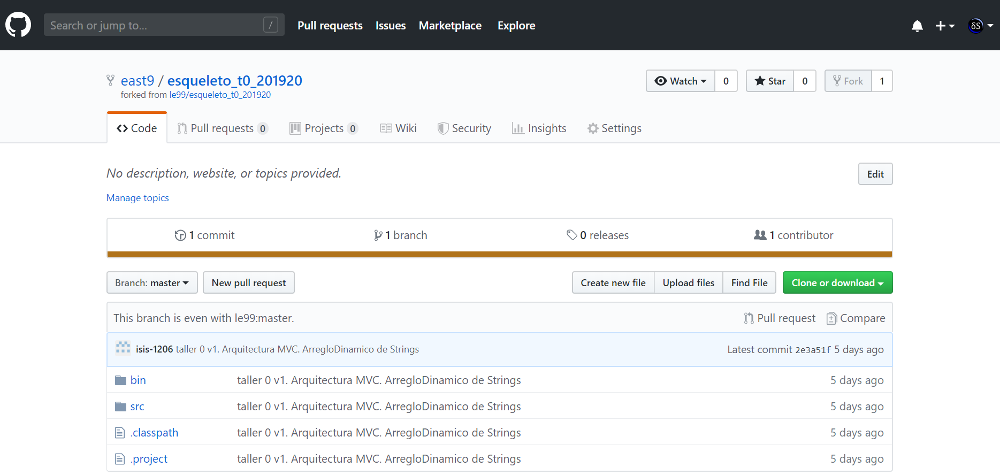 Search or jump to... / Pull requests Issues Marketplace Explore δS
east9 / esqueleto_t0_201920 Watch 0 Star 0 Fork 1
forked from le99/esqueleto_t0_201920
Code Pull requests 0 Projects 0 Wiki Security Insights Settings
No description, website, or topics provided. Edit
Manage topics
1 commit 1 branch 0 releases 1 contributor
Branch: master New pull request Create new file Upload files Find File Clone or download
This branch is even with le99:master. Pull request Compare
isis-1206 taller 0 v1. Arquitectura MVC. ArregloDinamico de Strings Latest commit 2e3a51f 5 days ago
bin taller 0 v1. Arquitectura MVC. ArregloDinamico de Strings 5 days ago
src taller 0 v1. Arquitectura MVC. ArregloDinamico de Strings 5 days ago
.classpath taller 0 v1. Arquitectura MVC. ArregloDinamico de Strings 5 days ago
.project taller 0 v1. Arquitectura MVC. ArregloDinamico de Strings 5 days ago